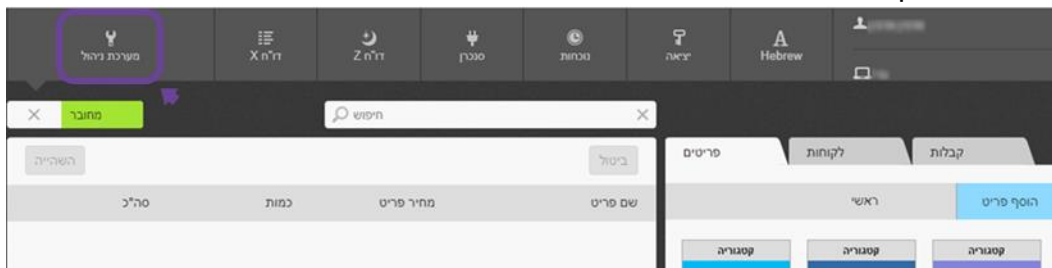 Hebrew
יציאה
נוכחות
סנכרן
דו"ח Z
דו"ח X
מערכת ניהול
קבלות
לקוחות
פריטים
חיפוש
מחובר
הוסף פריט
ראשי
ביטול
השהייה
שם פריט
מחיר פריט
כמות
סה"כ
קטגוריה
קטגוריה
קטגוריה